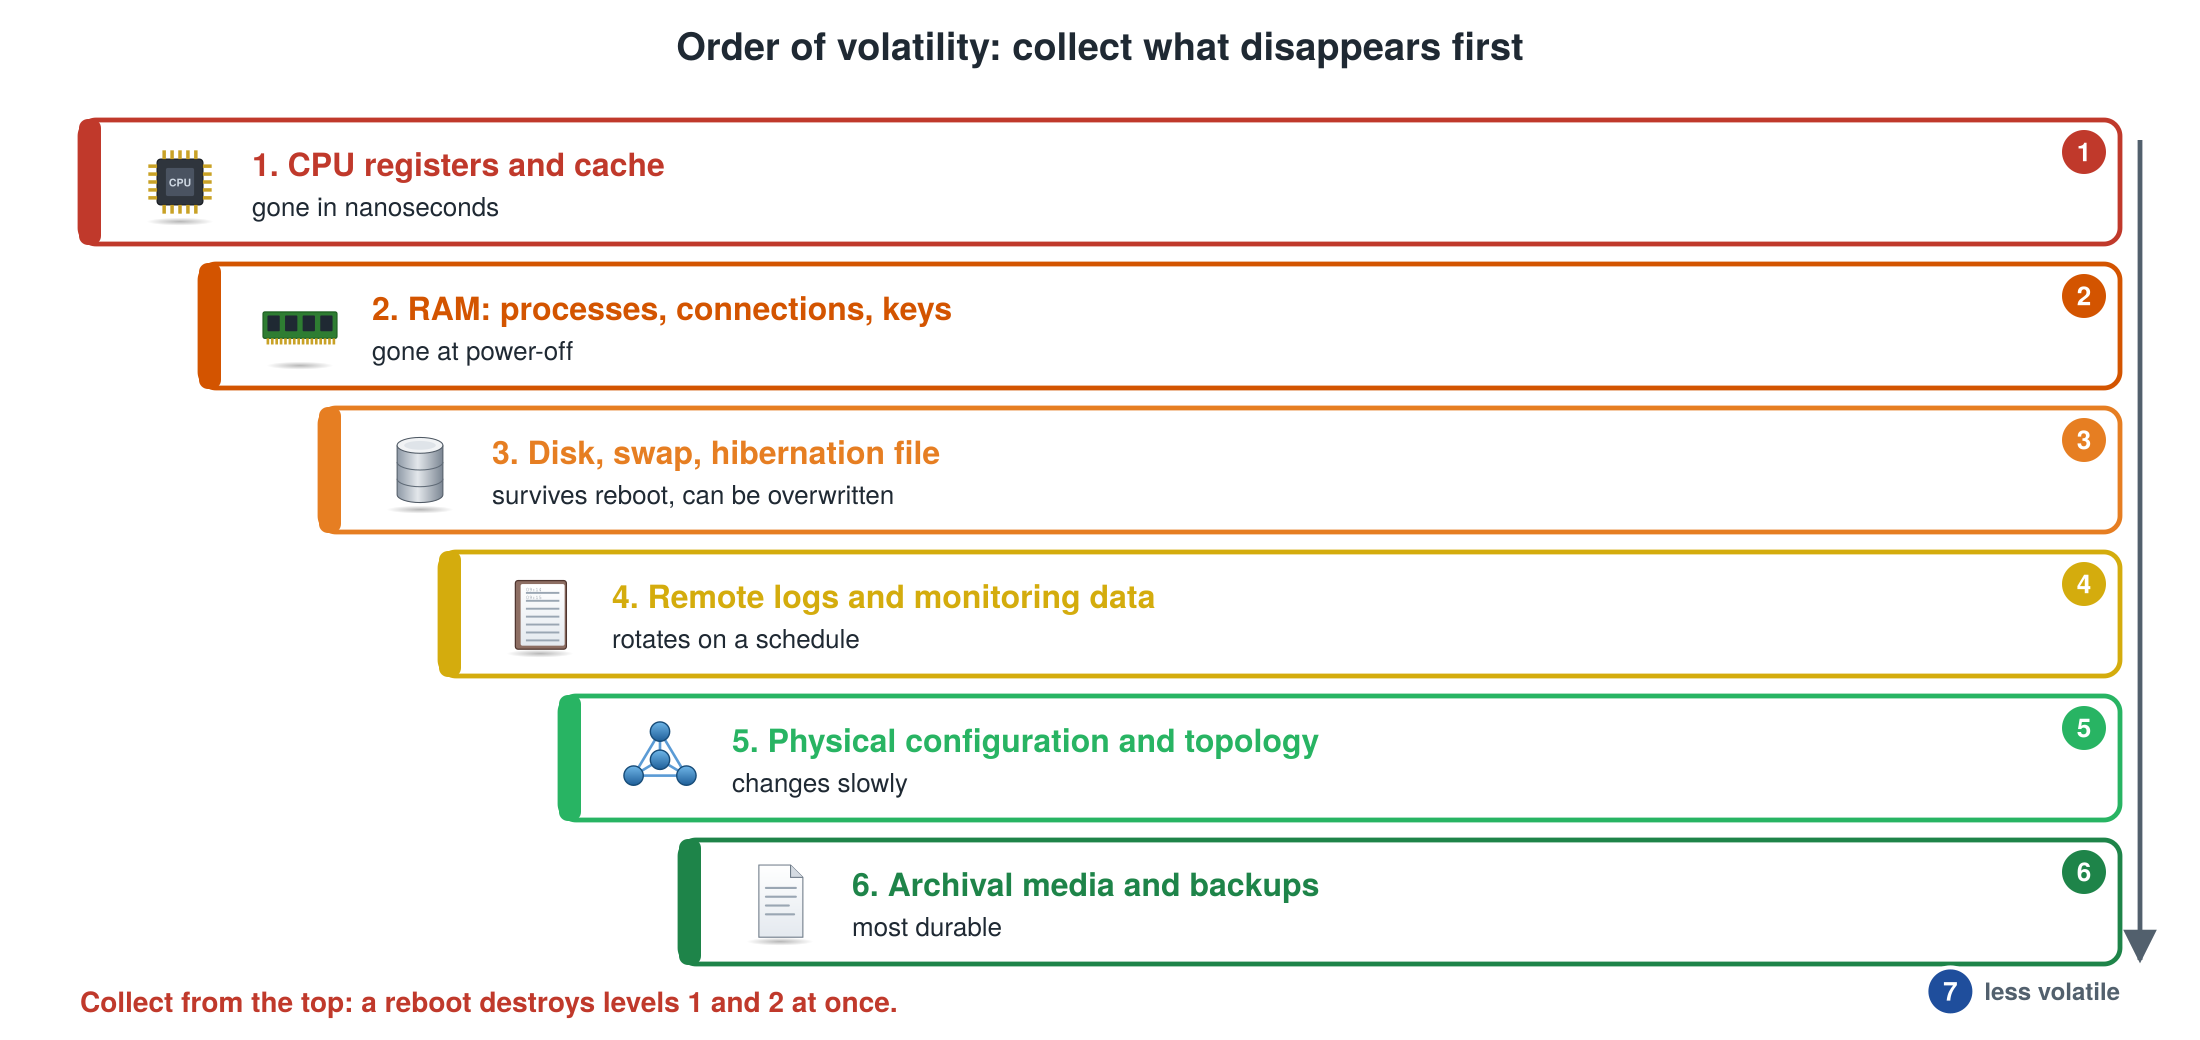 Order of volatility: collect what disappears first
CPU
1. CPU registers and cache
gone in nanoseconds
1
2. RAM: processes, connections, keys
gone at power-off
2
3. Disk, swap, hibernation file
survives reboot, can be overwritten
3
4. Remote logs and monitoring data
rotates on a schedule
4
5. Physical configuration and topology
changes slowly
5
6. Archival media and backups
most durable
6
7 less volatile
Collect from the top: a reboot destroys levels 1 and 2 at once.